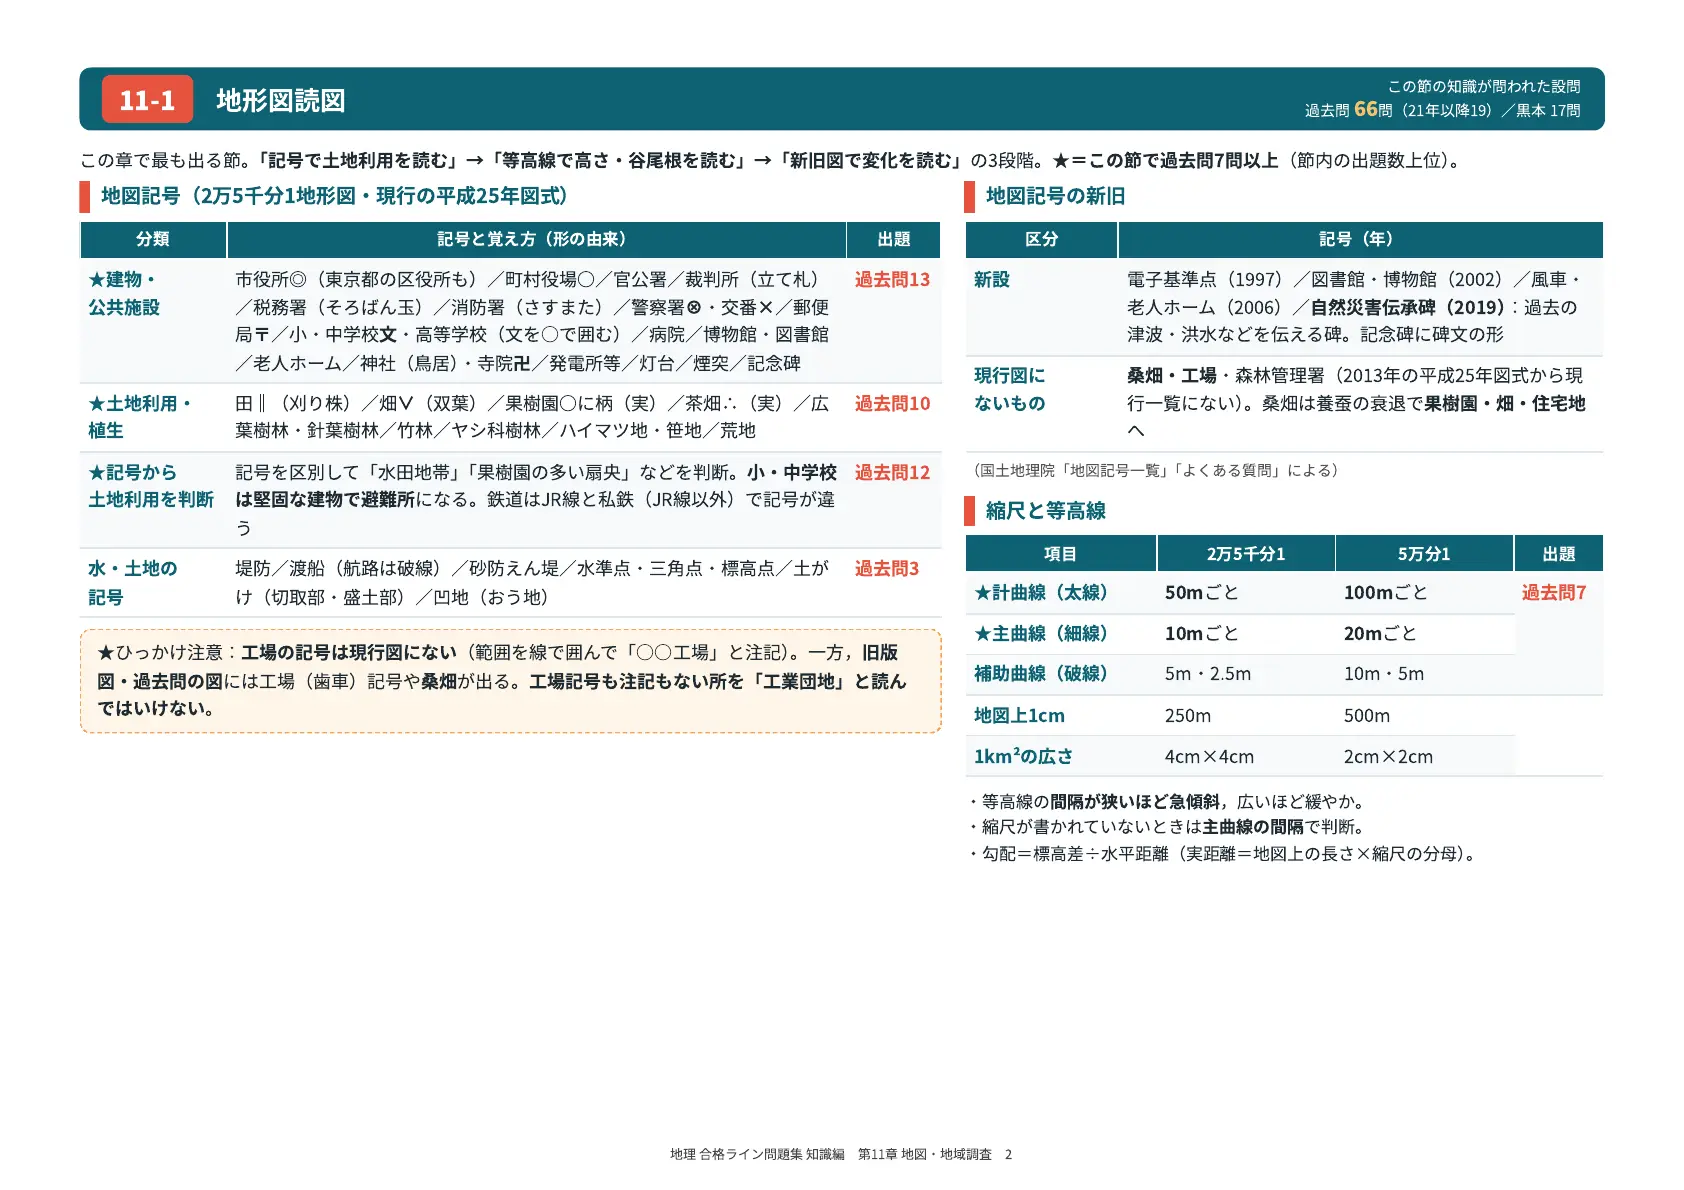 11-1 地形図読図
この節の知識が問われた設問
過去問 66問（21年以降19）／黒本 17問
この章で最も出る節。「記号で土地利用を読む」→「等高線で高さ・谷尾根を読む」→「新旧図で変化を読む」の3段階。★＝この節で過去問7問以上（節内の出題数上位）。
地図記号（2万5千分1地形図・現行の平成25年図式）
分類 記号と覚え方（形の由来） 出題
★建物・
公共施設
市役所◎（東京都の区役所も）／町村役場○／官公署／裁判所（立て札）
／税務署（そろばん玉）／消防署（さすまた）／警察署⊗・交番✕／郵便
局〒／小・中学校文・高等学校（文を○で囲む）／病院／博物館・図書館
／老人ホーム／神社（鳥居）・寺院卍／発電所等／灯台／煙突／記念碑
過去問13
★土地利用・
植生
田∥（刈り株）／畑∨（双葉）／果樹園○に柄（実）／茶畑∴（実）／広
葉樹林・針葉樹林／竹林／ヤシ科樹林／ハイマツ地・笹地／荒地
過去問10
★記号から
土地利用を判断
記号を区別して「水田地帯」「果樹園の多い扇央」などを判断。小・中学校
は堅固な建物で避難所になる。鉄道はJR線と私鉄（JR線以外）で記号が違
う
過去問12
水・土地の
記号
堤防／渡船（航路は破線）／砂防えん堤／水準点・三角点・標高点／土が
け（切取部・盛土部）／凹地（おう地）
過去問3
★ひっかけ注意：工場の記号は現行図にない（範囲を線で囲んで「○○工場」と注記）。一方，旧版
図・過去問の図には工場（歯車）記号や桑畑が出る。工場記号も注記もない所を「工業団地」と読ん
ではいけない。
地図記号の新旧
区分 記号（年）
新設
電子基準点（1997）／図書館・博物館（2002）／風車・
老人ホーム（2006）／自然災害伝承碑（2019）：過去の
津波・洪水などを伝える碑。記念碑に碑文の形
現行図に
ないもの
桑畑・工場・森林管理署（2013年の平成25年図式から現
行一覧にない）。桑畑は養蚕の衰退で果樹園・畑・住宅地
へ
（国土地理院「地図記号一覧」「よくある質問」による）
縮尺と等高線
項目 2万5千分1 5万分1 出題
★計曲線（太線） 50mごと 100mごと 過去問7
★主曲線（細線） 10mごと 20mごと
補助曲線（破線） 5m・2.5m 10m・5m
地図上1cm 250m 500m
1km²の広さ 4cm×4cm 2cm×2cm
・等高線の間隔が狭いほど急傾斜，広いほど緩やか。
・縮尺が書かれていないときは主曲線の間隔で判断。
・勾配＝標高差÷水平距離（実距離＝地図上の長さ×縮尺の分母）。
地理 合格ライン問題集 知識編 第11章 地図・地域調査 2